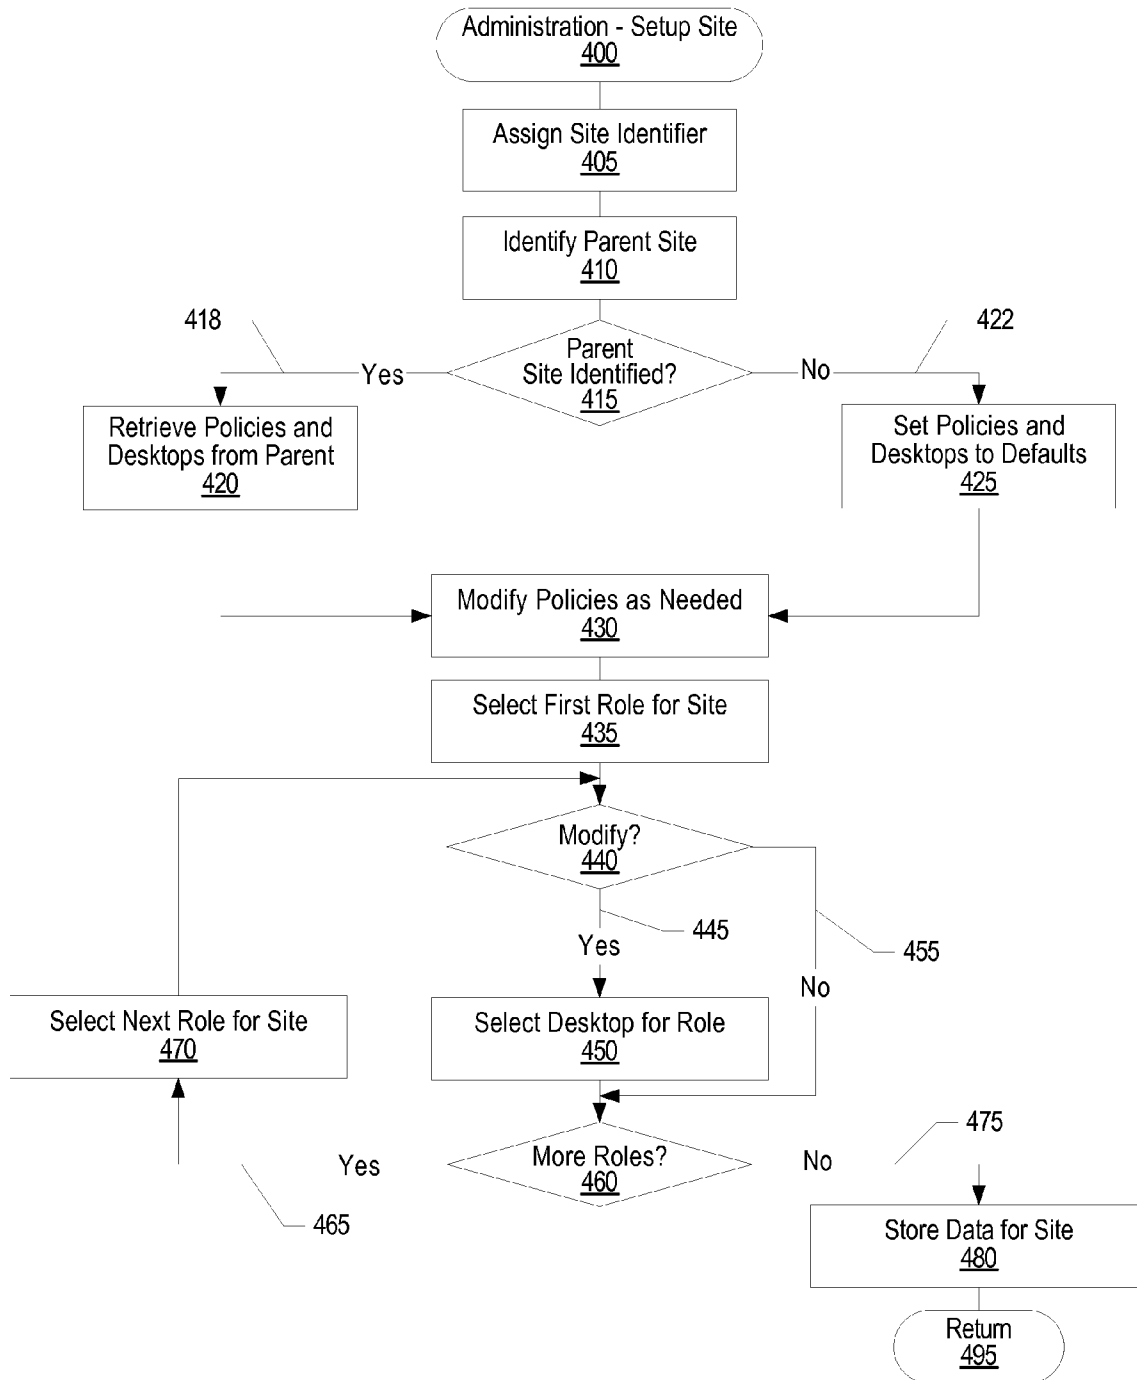 Administration - Setup Site
400
Assign Site Identifier
405
Identify Parent Site
410
418
422
Parent
Site Identified?
415
Yes
No
Retrieve Policies and
Desktops from Parent
420
Set Policies and
Desktops to Defaults
425
Modify Policies as Needed
430
Select First Role for Site
435
Modify?
440
445
455
Yes
No
Select Next Role for Site
470
Select Desktop for Role
450
475
More Roles?
460
Yes
No
465
Store Data for Site
480
Return
495